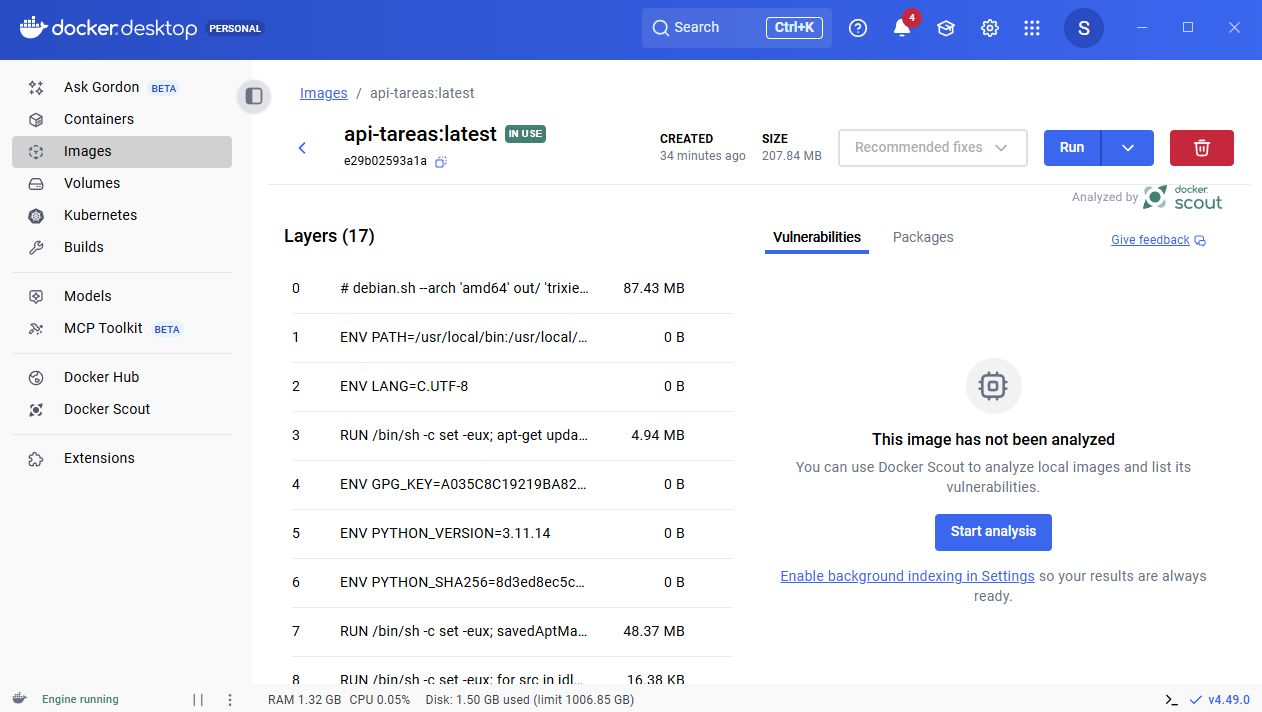 docker.desktop PERSONAL
Search Ctrl+K
4
S
Ask Gordon BETA
Containers
Images
Volumes
Kubernetes
Builds
Models
MCP Toolkit BETA
Docker Hub
Docker Scout
Extensions
Images / api-tareas:latest
api-tareas:latest IN USE
e29b02593a1a
CREATED
34 minutes ago
SIZE
207.84 MB
Recommended fixes
Run
Analyzed by docker scout
Layers (17)
0 # debian.sh --arch 'amd64' out/ 'trixie... 87.43 MB
1 ENV PATH=/usr/local/bin:/usr/local/... 0 B
2 ENV LANG=C.UTF-8 0 B
3 RUN /bin/sh -c set -eux; apt-get upda... 4.94 MB
4 ENV GPG_KEY=A035C8C19219BA82... 0 B
5 ENV PYTHON_VERSION=3.11.14 0 B
6 ENV PYTHON_SHA256=8d3ed8ec5c... 0 B
7 RUN /bin/sh -c set -eux; savedAptMa... 48.37 MB
8 RUN /bin/sh -c set -eux; for src in idl... 16.38 KB
Vulnerabilities
Packages
Give feedback
This image has not been analyzed
You can use Docker Scout to analyze local images and list its
vulnerabilities.
Start analysis
Enable background indexing in Settings so your results are always
ready.
Engine running
RAM 1.32 GB CPU 0.05% Disk: 1.50 GB used (limit 1006.85 GB)
v4.49.0